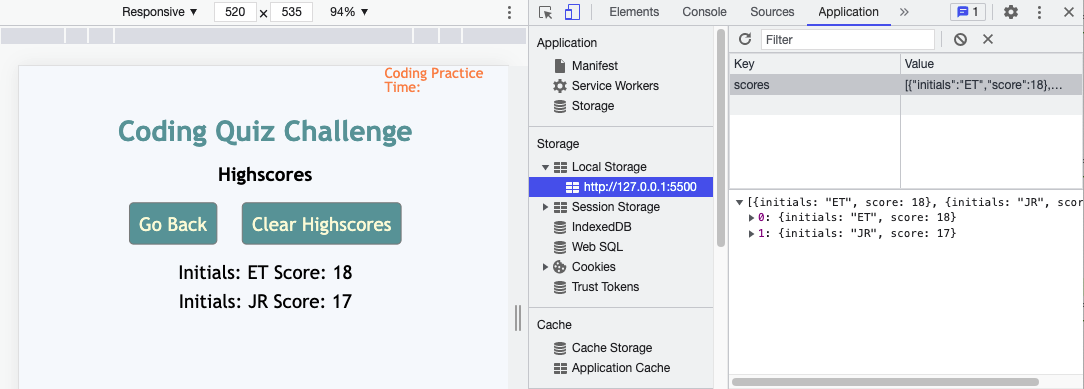 Responsive ▼ 520 × 535 94% ▼
Coding Practice
Time:
Coding Quiz Challenge
Highscores
Go Back Clear Highscores
Initials: ET Score: 18
Initials: JR Score: 17
Elements Console Sources Application » 1
Application
Manifest
Service Workers
Storage
Storage
Local Storage
http://127.0.0.1:5500
Session Storage
IndexedDB
Web SQL
Cookies
Trust Tokens
Cache
Cache Storage
Application Cache
Filter
Key Value
scores [{"initials":"ET","score":18},…
[{initials: "ET", score: 18}, {initials: "JR", scor
0: {initials: "ET", score: 18}
1: {initials: "JR", score: 17}